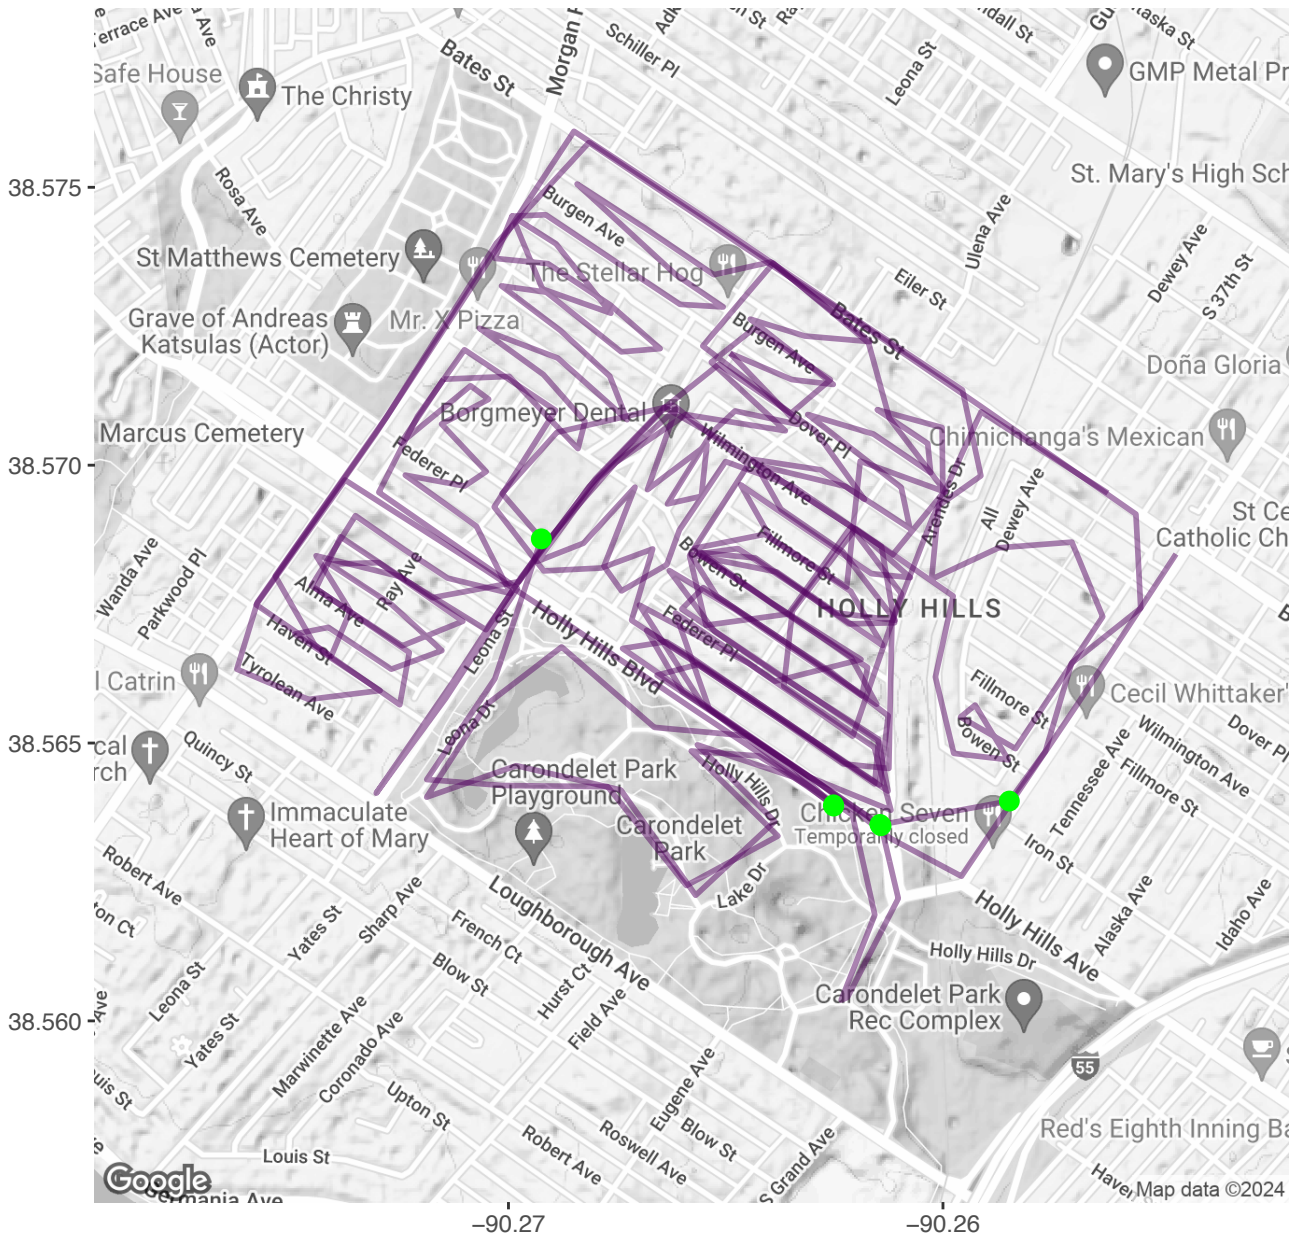 Terrace Ave
Bates St
Schiller Pl
Leona St
Safe House
The Christy
GMP Metal Pr
Rosa Ave
St. Mary's High Sch
38.575
Burgen Ave
Ulena Ave
Dewey Ave
St Matthews Cemetery
The Stellar Hog
Eiler St
S 37th St
Grave of Andreas
Katsulas (Actor)
Mr. X Pizza
Burgen Ave
Bates St
Doña Gloria
Borgmeyer Dental
Marcus Cemetery
Dover Pl
Chimichanga's Mexican
38.570
Federer Pl
Wilmington Ave
Arendes Dr
All
Dewey Ave
St Ce
Catholic Ch
Wanda Ave
Parkwood Pl
Ray Ave
Alma Ave
Bowen St
Fillmore St
HOLLY HILLS
Haven St
Leona St
Holly Hills Blvd
Federer Pl
l Catrin
Tyrolean Ave
Fillmore St
Cecil Whittaker'
Bowen St
Wilmington Ave
Dover Pl
38.565
cal
rch
Quincy St
Leona Dr
Carondelet Park
Playground
Holly Hills Dr
Tennessee Ave
Fillmore St
Immaculate
Heart of Mary
Carondelet
Park
Chicken Seven
Temporarily closed
Iron St
Robert Ave
Lake Dr
ton Ct
Yates St
Sharp Ave
French Ct
Loughborough Ave
Holly Hills Ave
Alaska Ave
Idaho Ave
Leona St
Blow St
Hurst Ct
Field Ave
Holly Hills Dr
38.560
Carondelet Park
Rec Complex
Yates St
Marwinette Ave
Coronado Ave
55
Upton St
Eugene Ave
Blow St
Red's Eighth Inning Ba
Louis St
Robert Ave
Roswell Ave
S Grand Ave
Google
Germania Ave
Map data ©2024
−90.27
−90.26